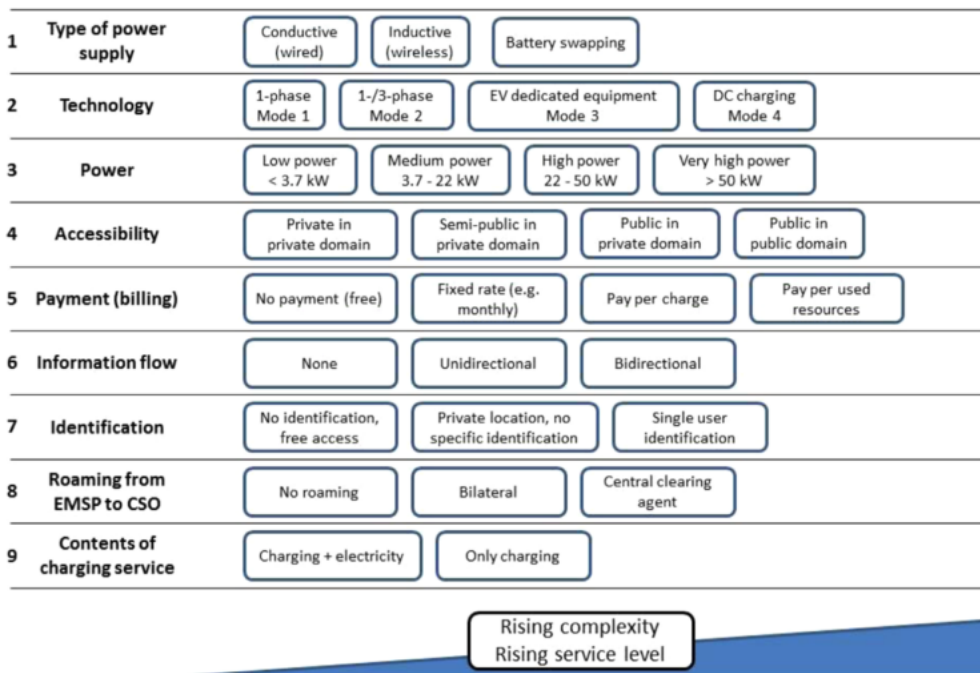 1 Type of power supply
Conductive (wired)
Inductive (wireless)
Battery swapping
2 Technology
1-phase
Mode 1
1-/3-phase
Mode 2
EV dedicated equipment
Mode 3
DC charging
Mode 4
3 Power
Low power
< 3.7 kW
Medium power
3.7 - 22 kW
High power
22 - 50 kW
Very high power
> 50 kW
4 Accessibility
Private in
private domain
Semi-public in
private domain
Public in
private domain
Public in
public domain
5 Payment (billing)
No payment (free)
Fixed rate (e.g.
monthly)
Pay per charge
Pay per used
resources
6 Information flow
None
Unidirectional
Bidirectional
7 Identification
No identification,
free access
Private location, no
specific identification
Single user
identification
8 Roaming from
EMSP to CSO
No roaming
Bilateral
Central clearing
agent
9 Contents of
charging service
Charging + electricity
Only charging
Rising complexity
Rising service level